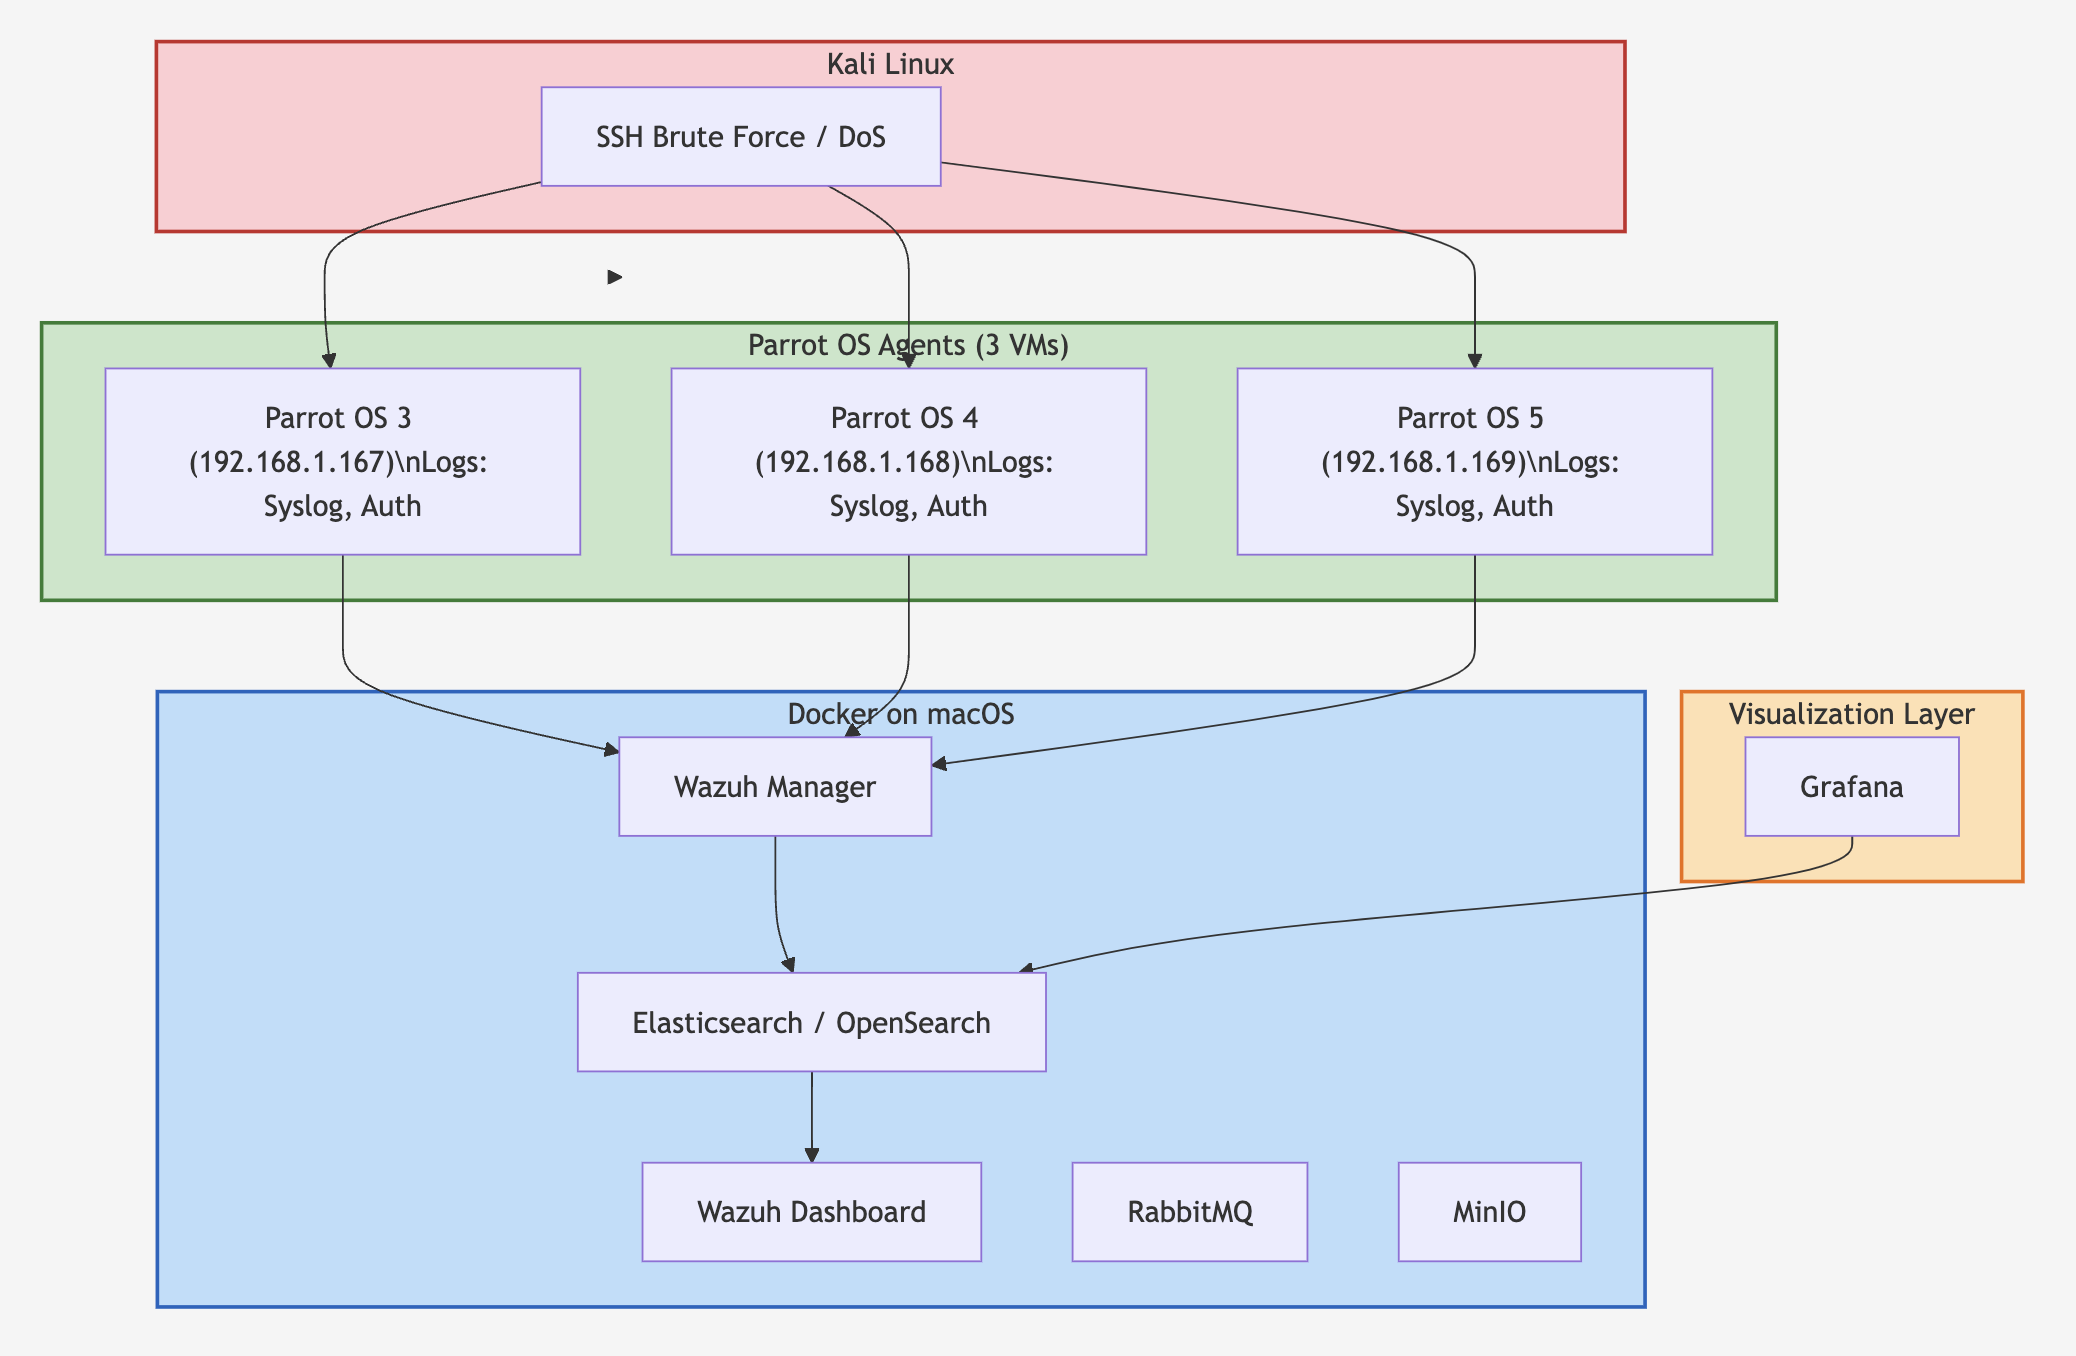 Kali Linux
SSH Brute Force / DoS
Parrot OS Agents (3 VMs)
Parrot OS 3
(192.168.1.167)\nLogs:
Syslog, Auth
Parrot OS 4
(192.168.1.168)\nLogs:
Syslog, Auth
Parrot OS 5
(192.168.1.169)\nLogs:
Syslog, Auth
Docker on macOS
Wazuh Manager
Visualization Layer
Grafana
Elasticsearch / OpenSearch
Wazuh Dashboard
RabbitMQ
MinIO